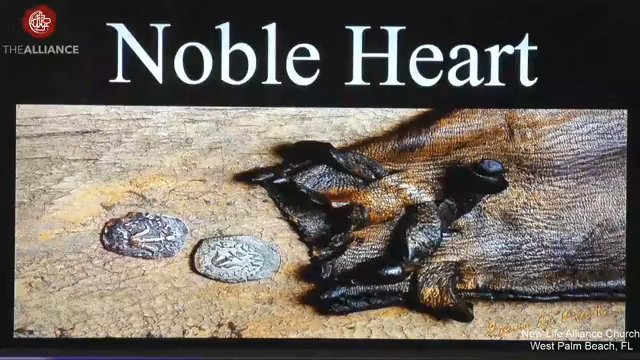 THEALLIANCE
Noble Heart
New Life Alliance Church
West Palm Beach, FL